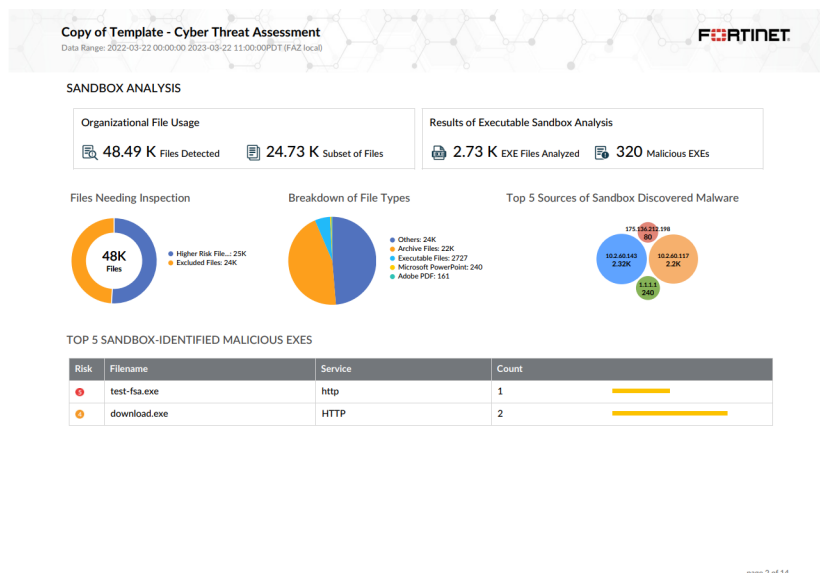 Copy of Template - Cyber Threat Assessment
Data Range: 2022-03-22 00:00:00 2023-03-22 11:00:00PDT (FAZ local)
FORTINET
SANDBOX ANALYSIS
Organizational File Usage
48.49 K Files Detected
24.73 K Subset of Files
Results of Executable Sandbox Analysis
EXE
2.73 K EXE Files Analyzed
320 Malicious EXEs
Files Needing Inspection
48K
Files
Higher Risk File...: 25K
Excluded Files: 24K
Breakdown of File Types
Others: 24K
Archive Files: 22K
Executable Files: 2727
Microsoft PowerPoint: 240
Adobe PDF: 161
Top 5 Sources of Sandbox Discovered Malware
175.136.212.198
80
10.2.60.143
2.32K
10.2.60.117
2.2K
1.1.1.1
240
TOP 5 SANDBOX-IDENTIFIED MALICIOUS EXES
Risk Filename Service Count
5 test-fsa.exe http 1
4 download.exe HTTP 2